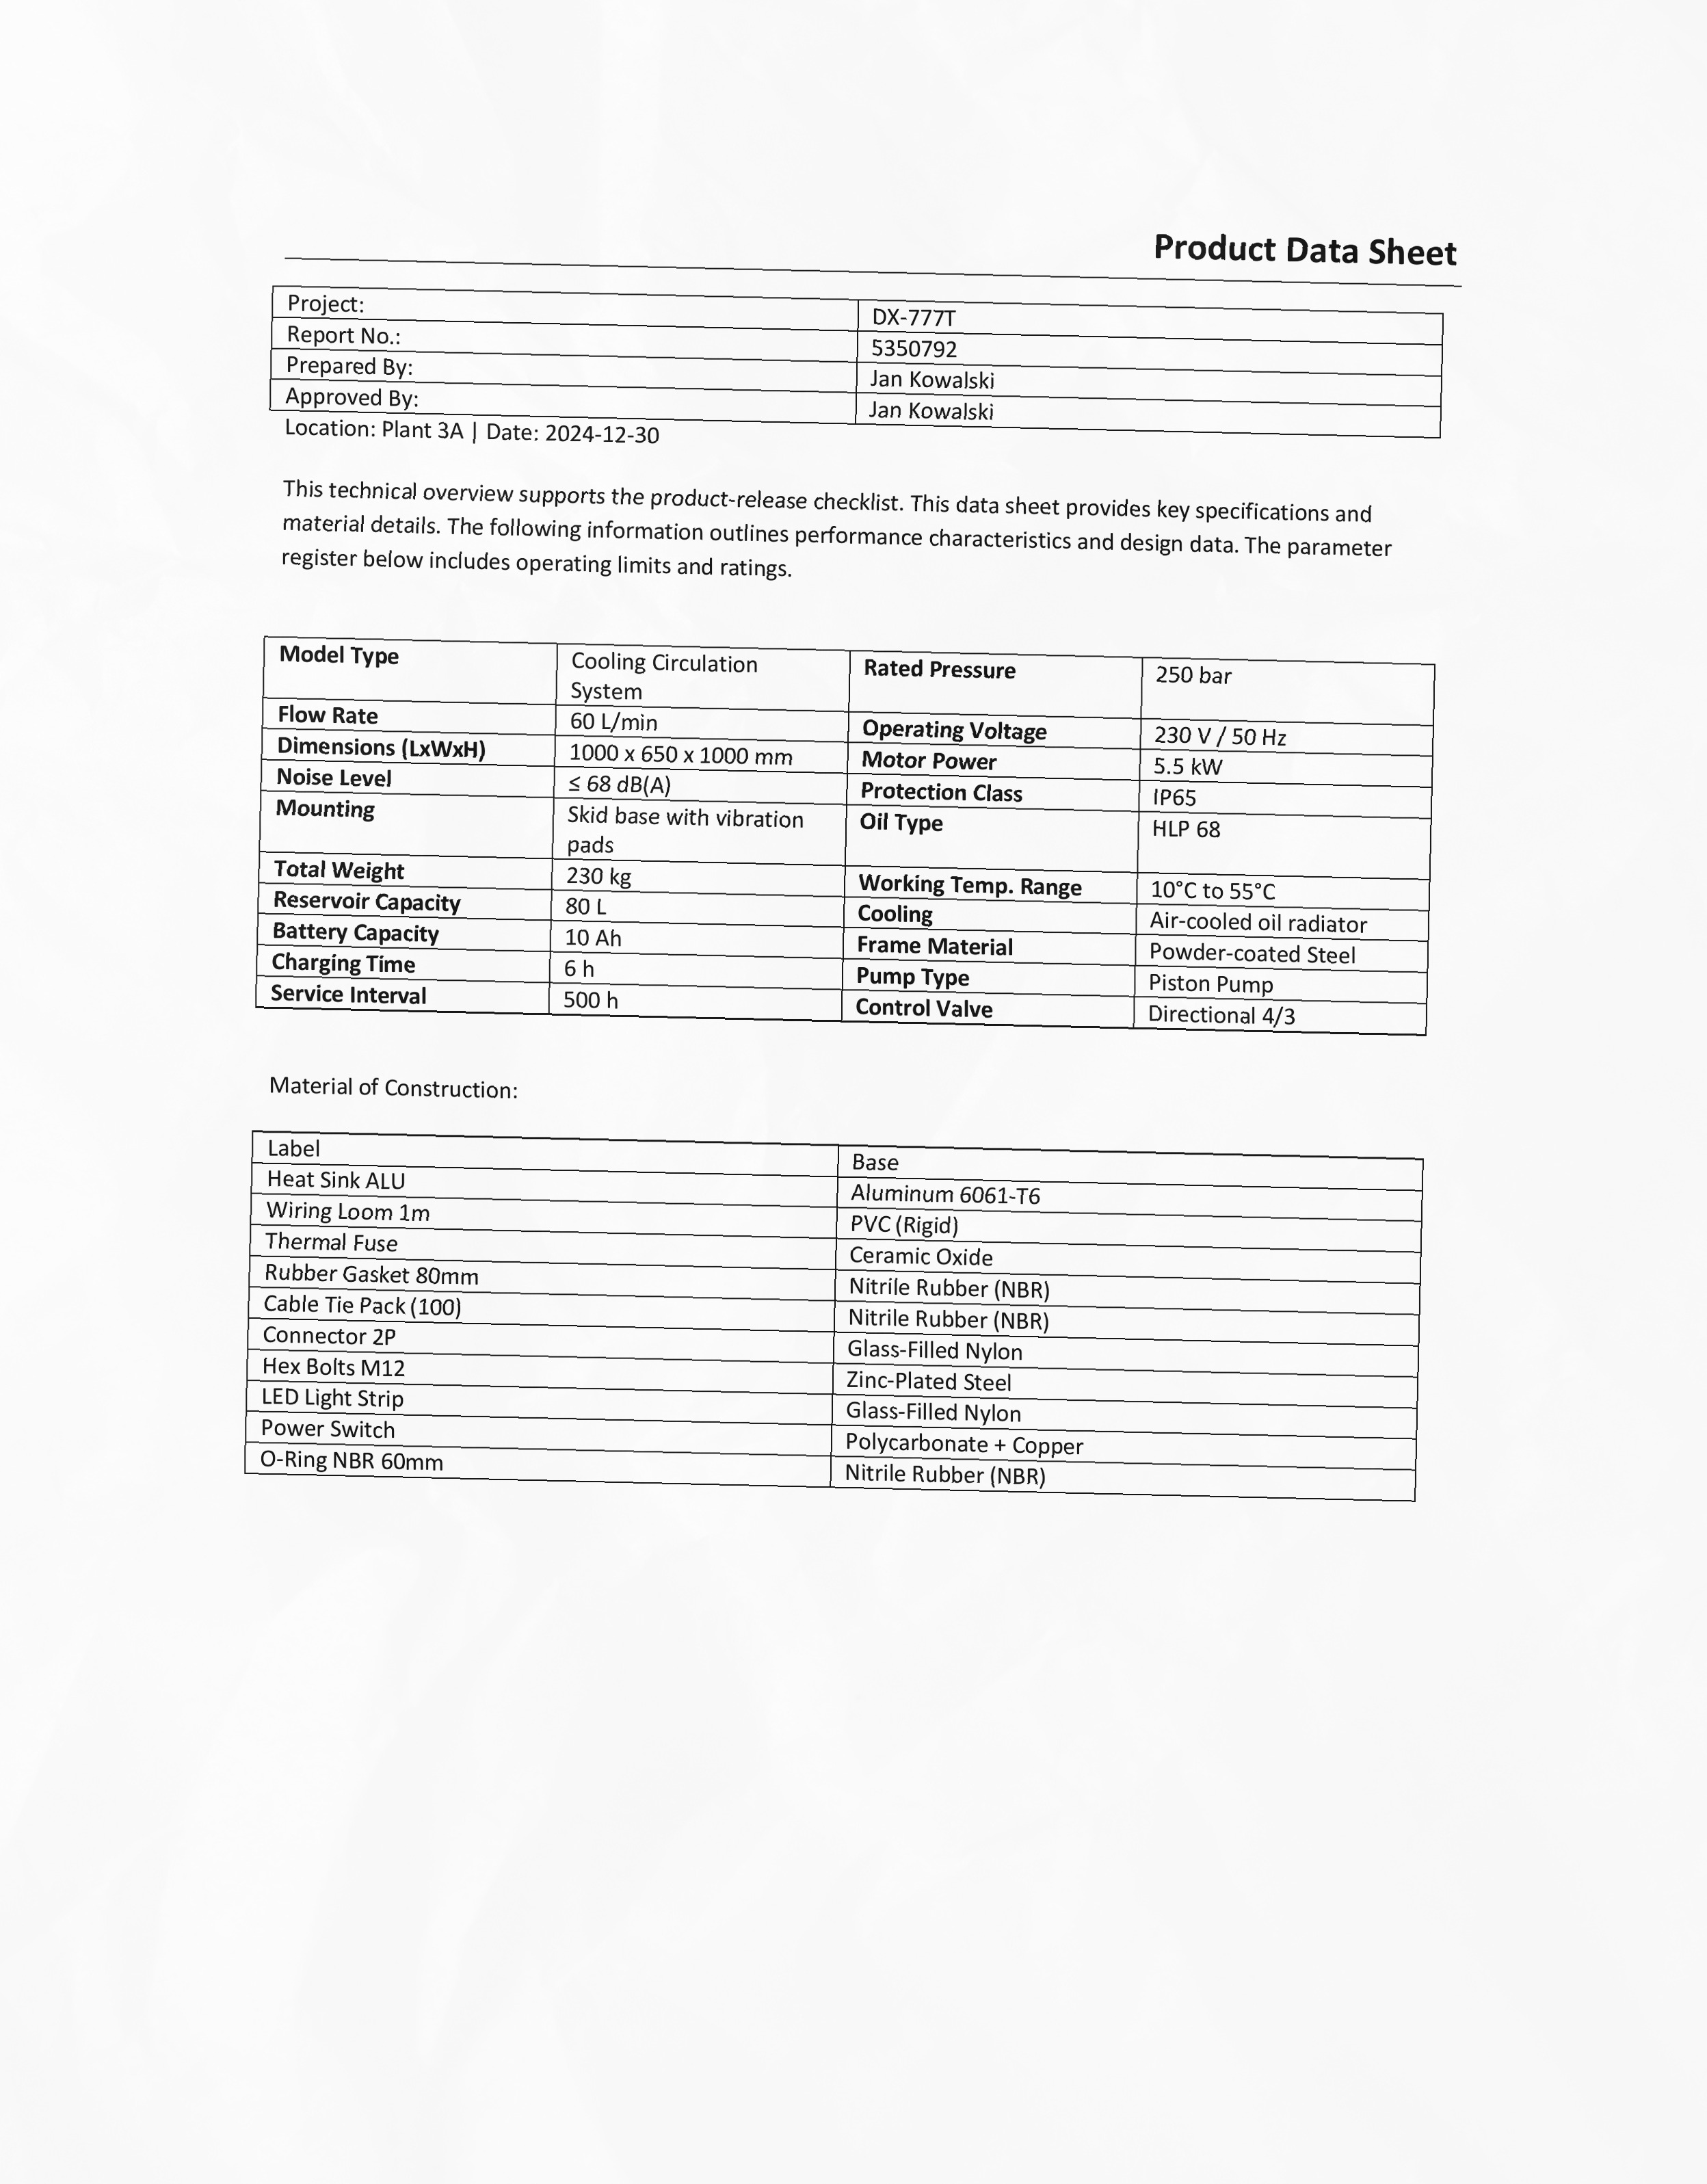 Product Data Sheet
Project: DX-777T
Report No.: 5350792
Prepared By: Jan Kowalski
Approved By: Jan Kowalski
Location: Plant 3A | Date: 2024-12-30
This technical overview supports the product-release checklist. This data sheet provides key specifications and
material details. The following information outlines performance characteristics and design data. The parameter
register below includes operating limits and ratings.
Model Type Cooling Circulation System Rated Pressure 250 bar
Flow Rate 60 L/min Operating Voltage 230 V / 50 Hz
Dimensions (LxWxH) 1000 x 650 x 1000 mm Motor Power 5.5 kW
Noise Level ≤ 68 dB(A) Protection Class IP65
Mounting Skid base with vibration pads Oil Type HLP 68
Total Weight 230 kg Working Temp. Range 10°C to 55°C
Reservoir Capacity 80 L Cooling Air-cooled oil radiator
Battery Capacity 10 Ah Frame Material Powder-coated Steel
Charging Time 6 h Pump Type Piston Pump
Service Interval 500 h Control Valve Directional 4/3
Material of Construction:
Label Base
Heat Sink ALU Aluminum 6061-T6
Wiring Loom 1m PVC (Rigid)
Thermal Fuse Ceramic Oxide
Rubber Gasket 80mm Nitrile Rubber (NBR)
Cable Tie Pack (100) Nitrile Rubber (NBR)
Connector 2P Glass-Filled Nylon
Hex Bolts M12 Zinc-Plated Steel
LED Light Strip Glass-Filled Nylon
Power Switch Polycarbonate + Copper
O-Ring NBR 60mm Nitrile Rubber (NBR)